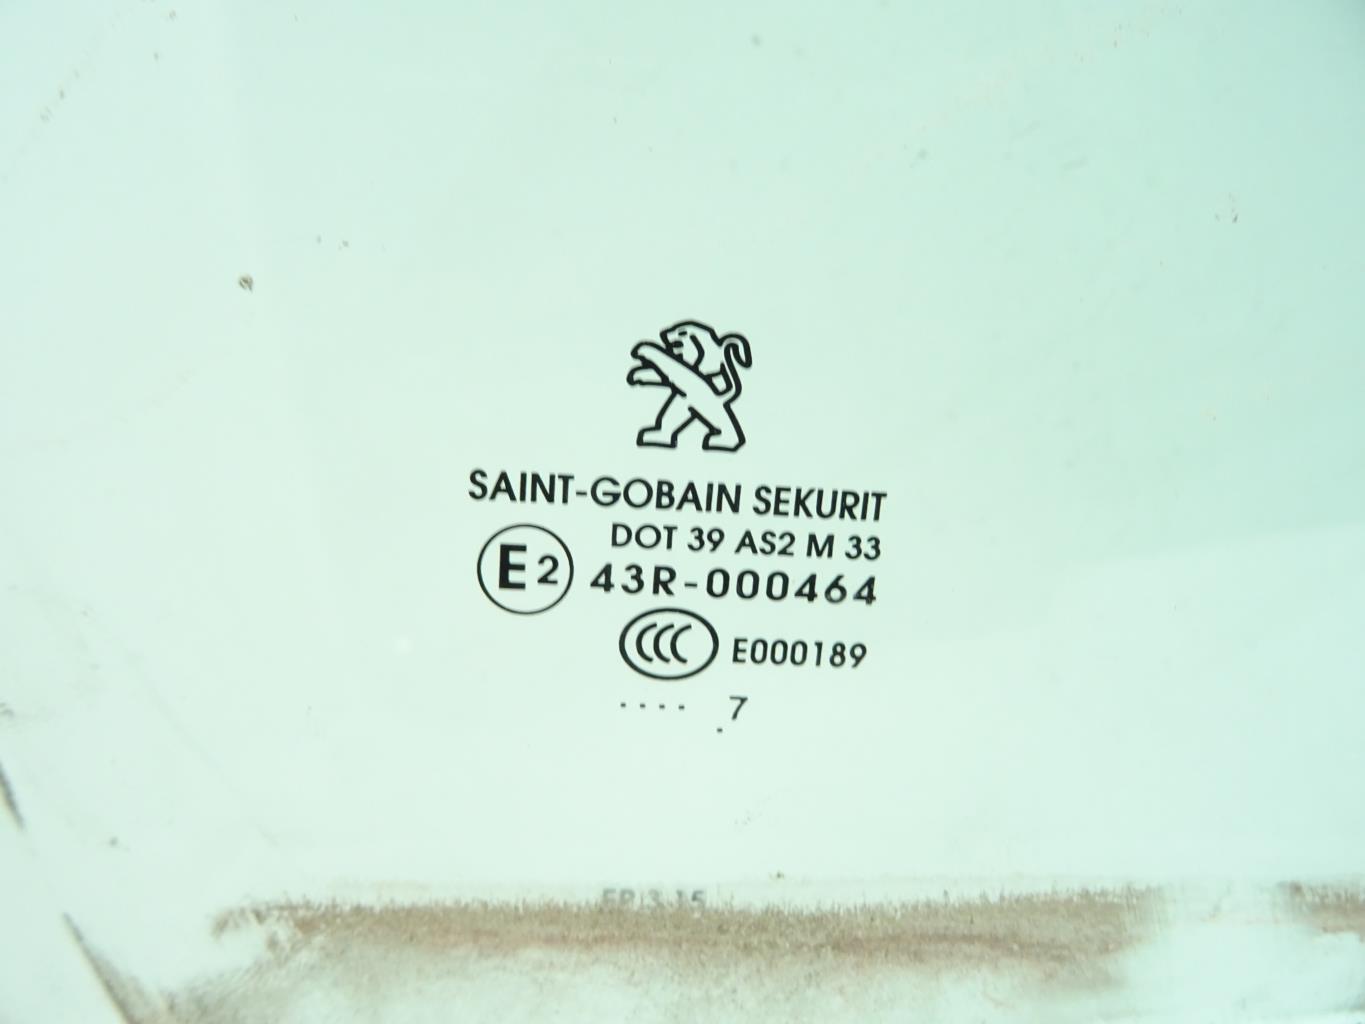 SAINT-GOBAIN SEKURIT
DOT 39 AS2 M 33
E2 43R-000464
CCC E000189
.... 7
.